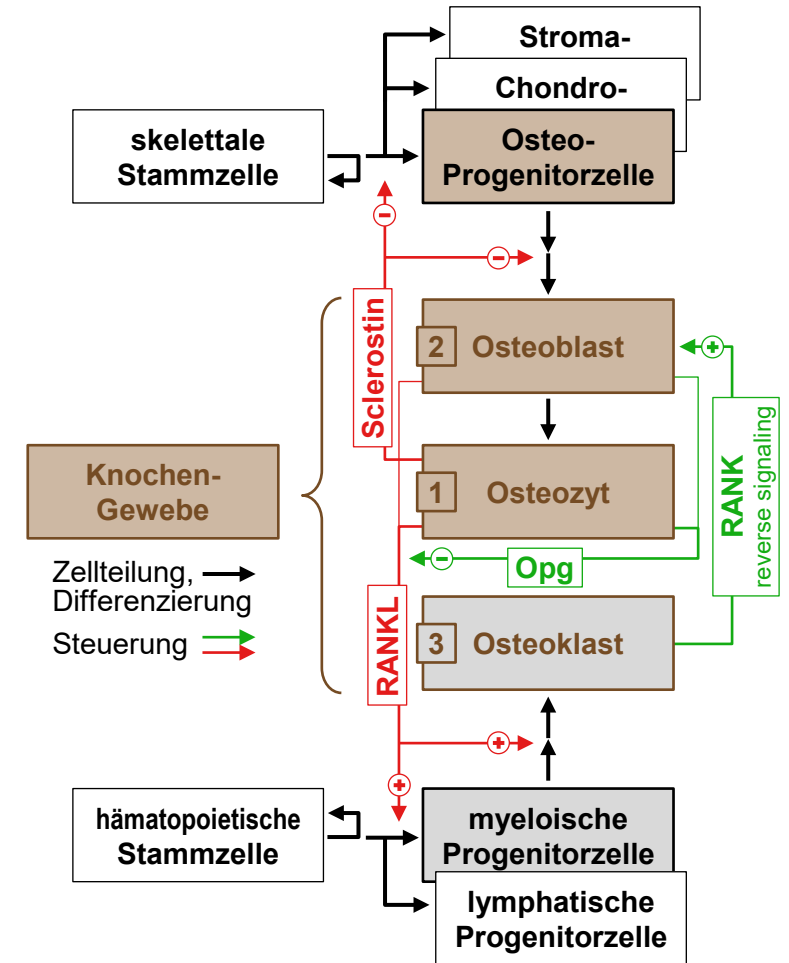 Stroma-
Chondro-
skelettale
Stammzelle
Osteo-
Progenitorzelle
−
−
Sclerostin
2 Osteoblast
+
RANK
reverse signaling
Knochen-
Gewebe
1 Osteozyt
−
Opg
Zellteilung,
Differenzierung
Steuerung
RANKL
3 Osteoklast
+
+
hämatopoietische
Stammzelle
myeloische
Progenitorzelle
lymphatische
Progenitorzelle